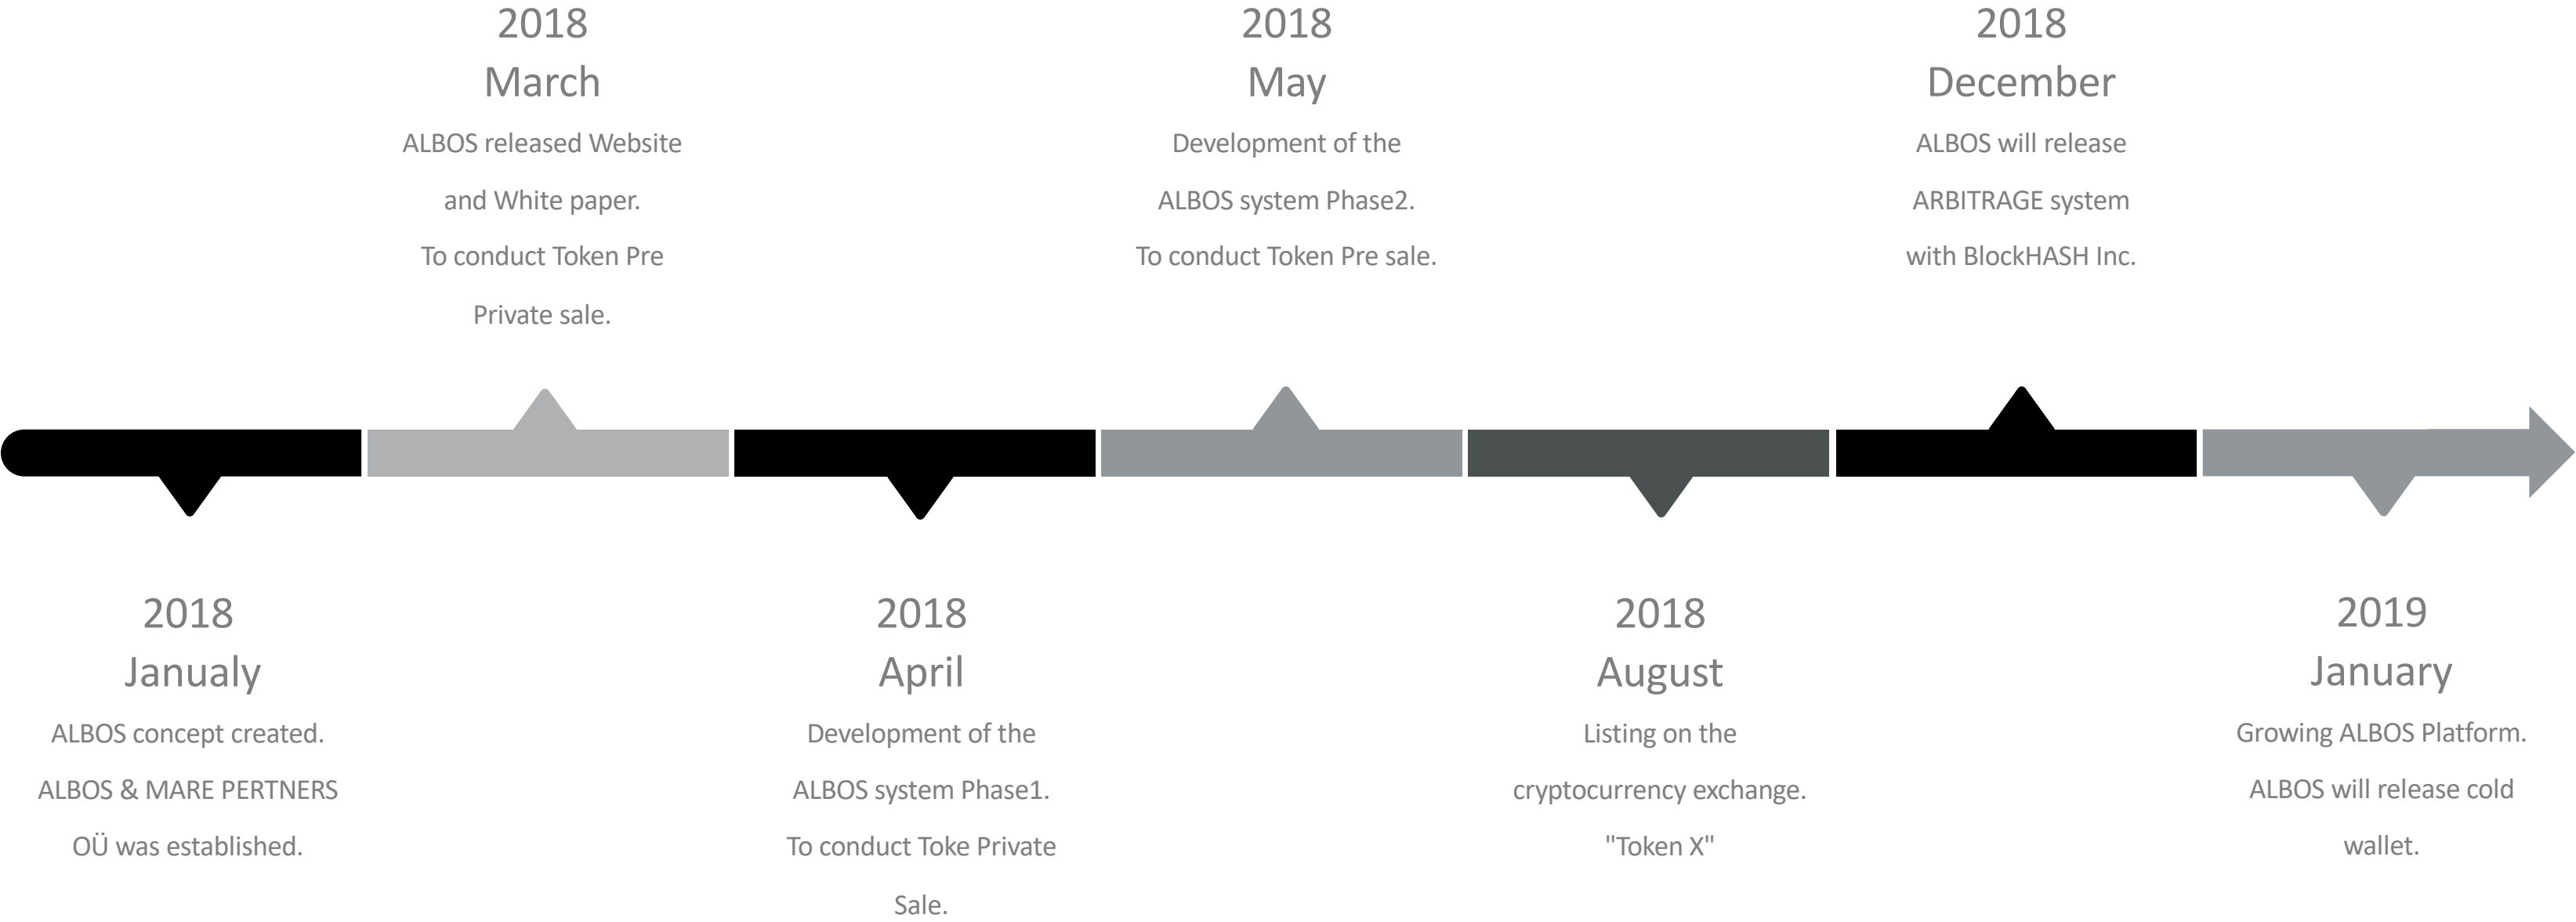 2018
March
ALBOS released Website
and White paper.
To conduct Token Pre
Private sale.
2018
May
Development of the
ALBOS system Phase2.
To conduct Token Pre sale.
2018
December
ALBOS will release
ARBITRAGE system
with BlockHASH Inc.
2018
Janualy
ALBOS concept created.
ALBOS & MARE PERTNERS
OÜ was established.
2018
April
Development of the
ALBOS system Phase1.
To conduct Toke Private
Sale.
2018
August
Listing on the
cryptocurrency exchange.
"Token X"
2019
January
Growing ALBOS Platform.
ALBOS will release cold
wallet.